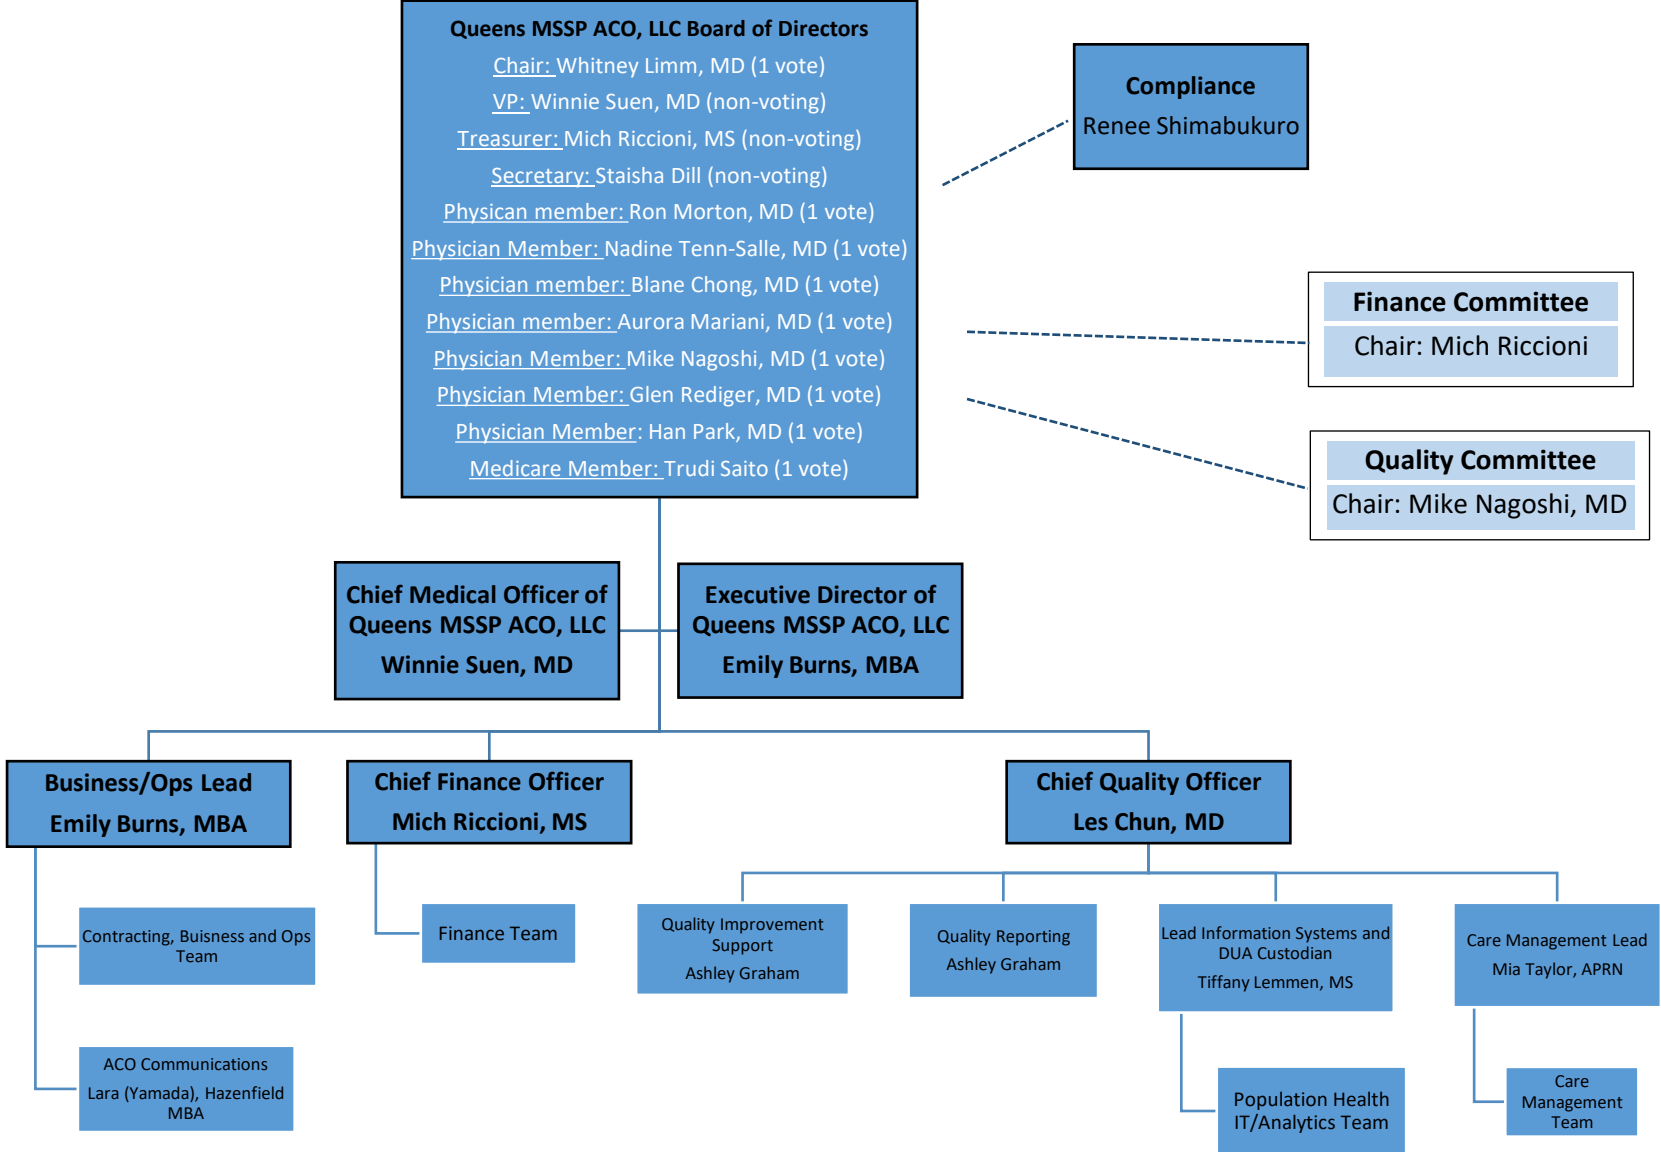 Queens MSSP ACO, LLC Board of Directors
Chair: Whitney Limm, MD (1 vote)
VP: Winnie Suen, MD (non-voting)
Treasurer: Mich Riccioni, MS (non-voting)
Secretary: Staisha Dill (non-voting)
Physican member: Ron Morton, MD (1 vote)
Physician Member: Nadine Tenn-Salle, MD (1 vote)
Physician member: Blane Chong, MD (1 vote)
Physician member: Aurora Mariani, MD (1 vote)
Physician Member: Mike Nagoshi, MD (1 vote)
Physician Member: Glen Rediger, MD (1 vote)
Physician Member: Han Park, MD (1 vote)
Medicare Member: Trudi Saito (1 vote)
Compliance
Renee Shimabukuro
Finance Committee
Chair: Mich Riccioni
Quality Committee
Chair: Mike Nagoshi, MD
Chief Medical Officer of
Queens MSSP ACO, LLC
Winnie Suen, MD
Executive Director of
Queens MSSP ACO, LLC
Emily Burns, MBA
Business/Ops Lead
Emily Burns, MBA
Chief Finance Officer
Mich Riccioni, MS
Chief Quality Officer
Les Chun, MD
Contracting, Buisness and Ops
Team
ACO Communications
Lara (Yamada), Hazenfield
MBA
Finance Team
Quality Improvement
Support
Ashley Graham
Quality Reporting
Ashley Graham
Lead Information Systems and
DUA Custodian
Tiffany Lemmen, MS
Population Health
IT/Analytics Team
Care Management Lead
Mia Taylor, APRN
Care
Management
Team